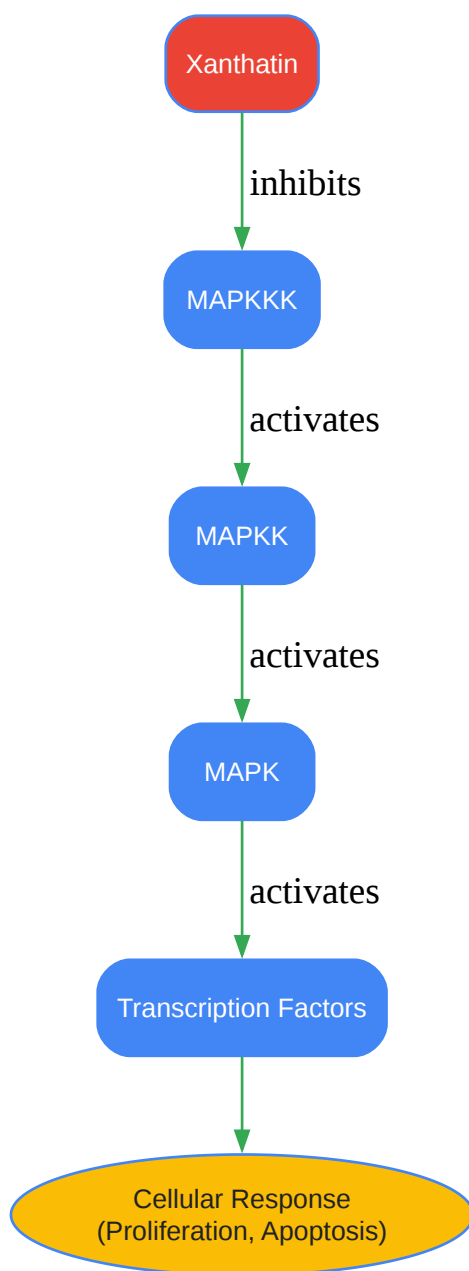 Xanthatin
inhibits
MAPKKK
activates
MAPKK
activates
MAPK
activates
Transcription Factors
Cellular Response
(Proliferation, Apoptosis)